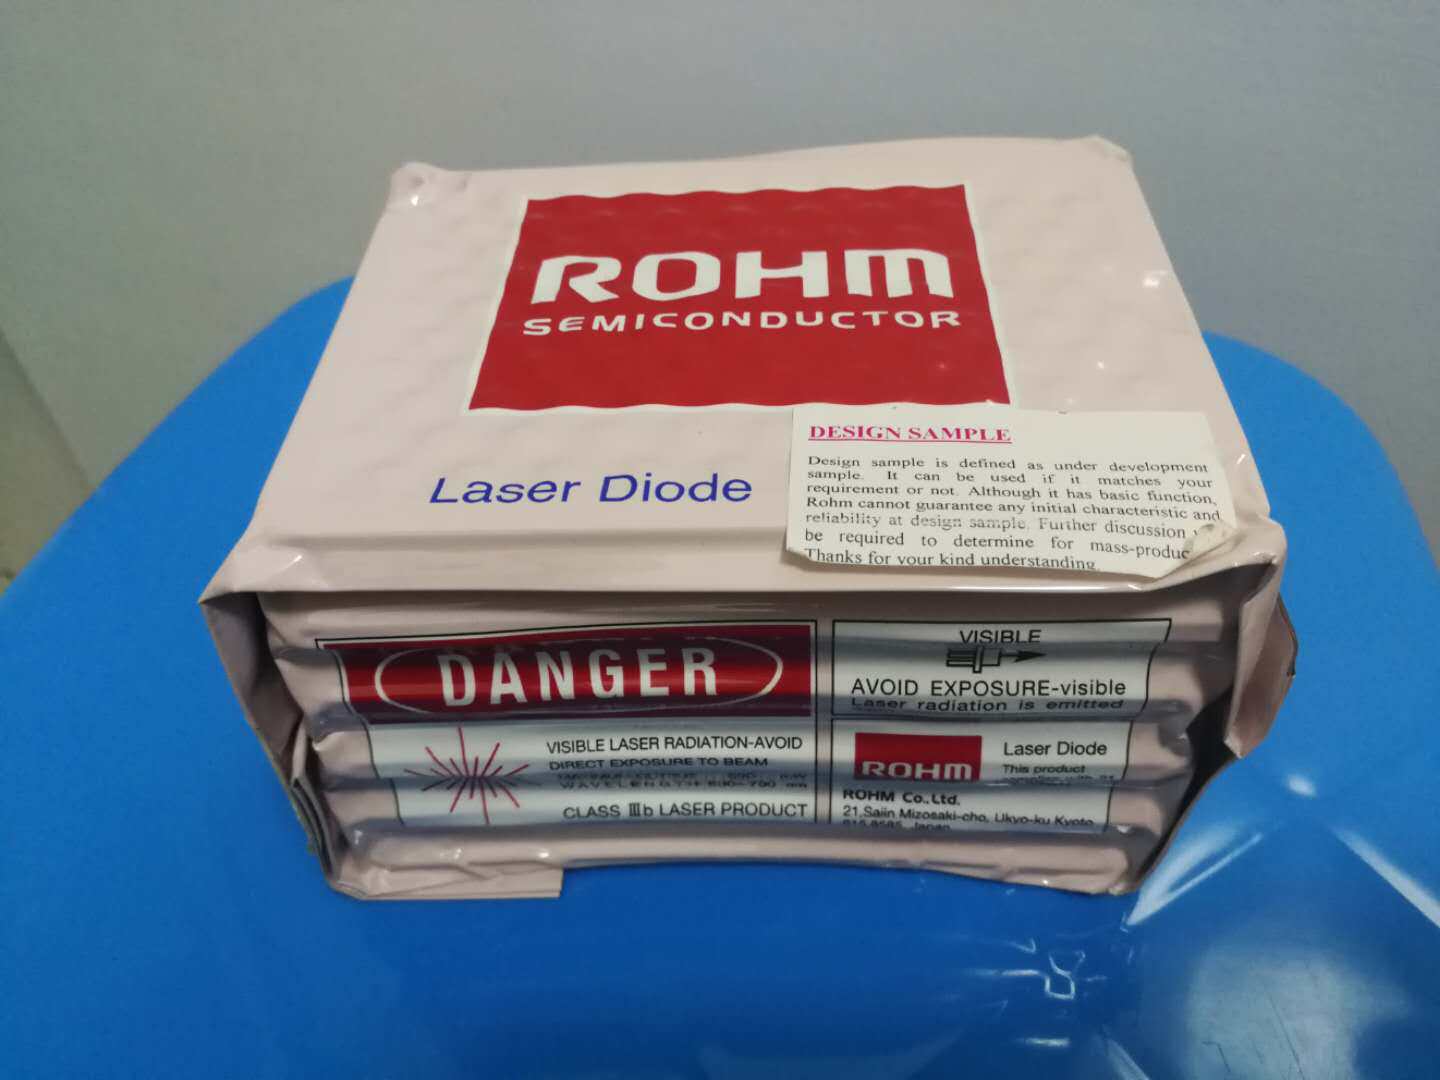 ROHM
SEMICONDUCTOR
Laser Diode
DESIGN SAMPLE
Design sample is defined as under development
sample. It can be used if it matches your
requirement or not. Although it has basic function,
Rohm cannot guarantee any initial characteristic and
reliability at design sample. Further discussion
be required to determine for mass-produc
Thanks for your kind understanding.
DANGER
VISIBLE LASER RADIATION-AVOID
DIRECT EXPOSURE TO BEAM
WAVELENGTH
CLASS Ⅲb LASER PRODUCT
VISIBLE
AVOID EXPOSURE-visible
Laser radiation is emitted
ROHM
Laser Diode
This product
ROHM Co.,Ltd.
21,Saiin Mizosaki-cho, Ukyo-ku Kyoto
615-8585, Japan